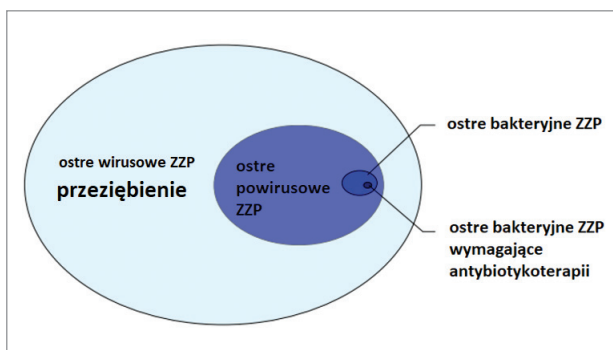 ostre wirusowe ZZP
przeziębienie
ostre
powirusowe
ZZP
ostre bakteryjne ZZP
ostre bakteryjne ZZP
wymagające
antybiotykoterapii